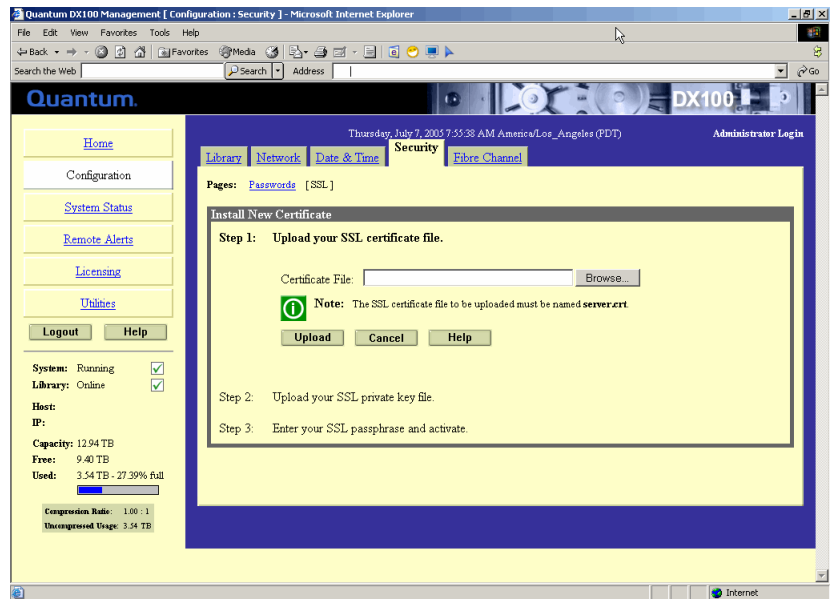 Quantum DX100 Management [ Configuration : Security ] - Microsoft Internet Explorer
File Edit View Favorites Tools Help
Back Favorites Media
Search the Web Search Address Go
Quantum. DX100
Thursday, July 7, 2005 7:55:38 AM America/Los_Angeles (PDT) Administrator Login
Home
Configuration
System Status
Remote Alerts
Licensing
Utilities
Logout Help
System: Running
Library: Online
Host:
IP:
Capacity: 12.94 TB
Free: 9.40 TB
Used: 3.54 TB - 27.39% full
Compression Ratio: 1.00 : 1
Uncompressed Usage: 3.54 TB
Library Network Date & Time Security Fibre Channel
Pages: Passwords [SSL]
Install New Certificate
Step 1: Upload your SSL certificate file.
Certificate File: Browse...
Note: The SSL certificate file to be uploaded must be named server.crt.
Upload Cancel Help
Step 2: Upload your SSL private key file.
Step 3: Enter your SSL passphrase and activate.
Internet